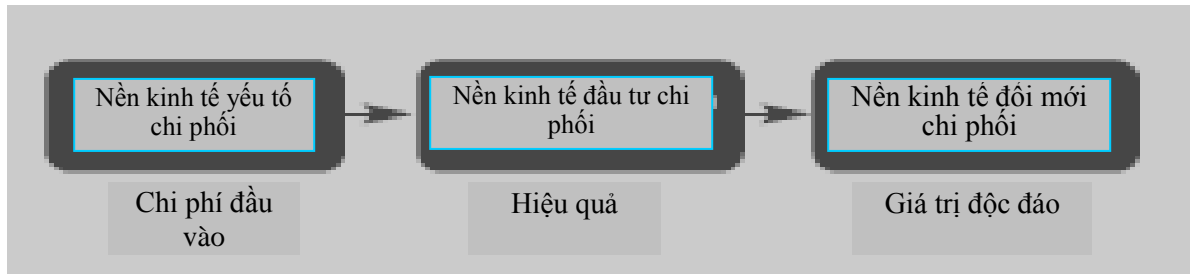 Nền kinh tế yếu tố
chi phối
Nền kinh tế đầu tư chi
phối
Nền kinh tế đổi mới
chi phối
Chi phí đầu
vào
Hiệu quả
Giá trị độc đáo